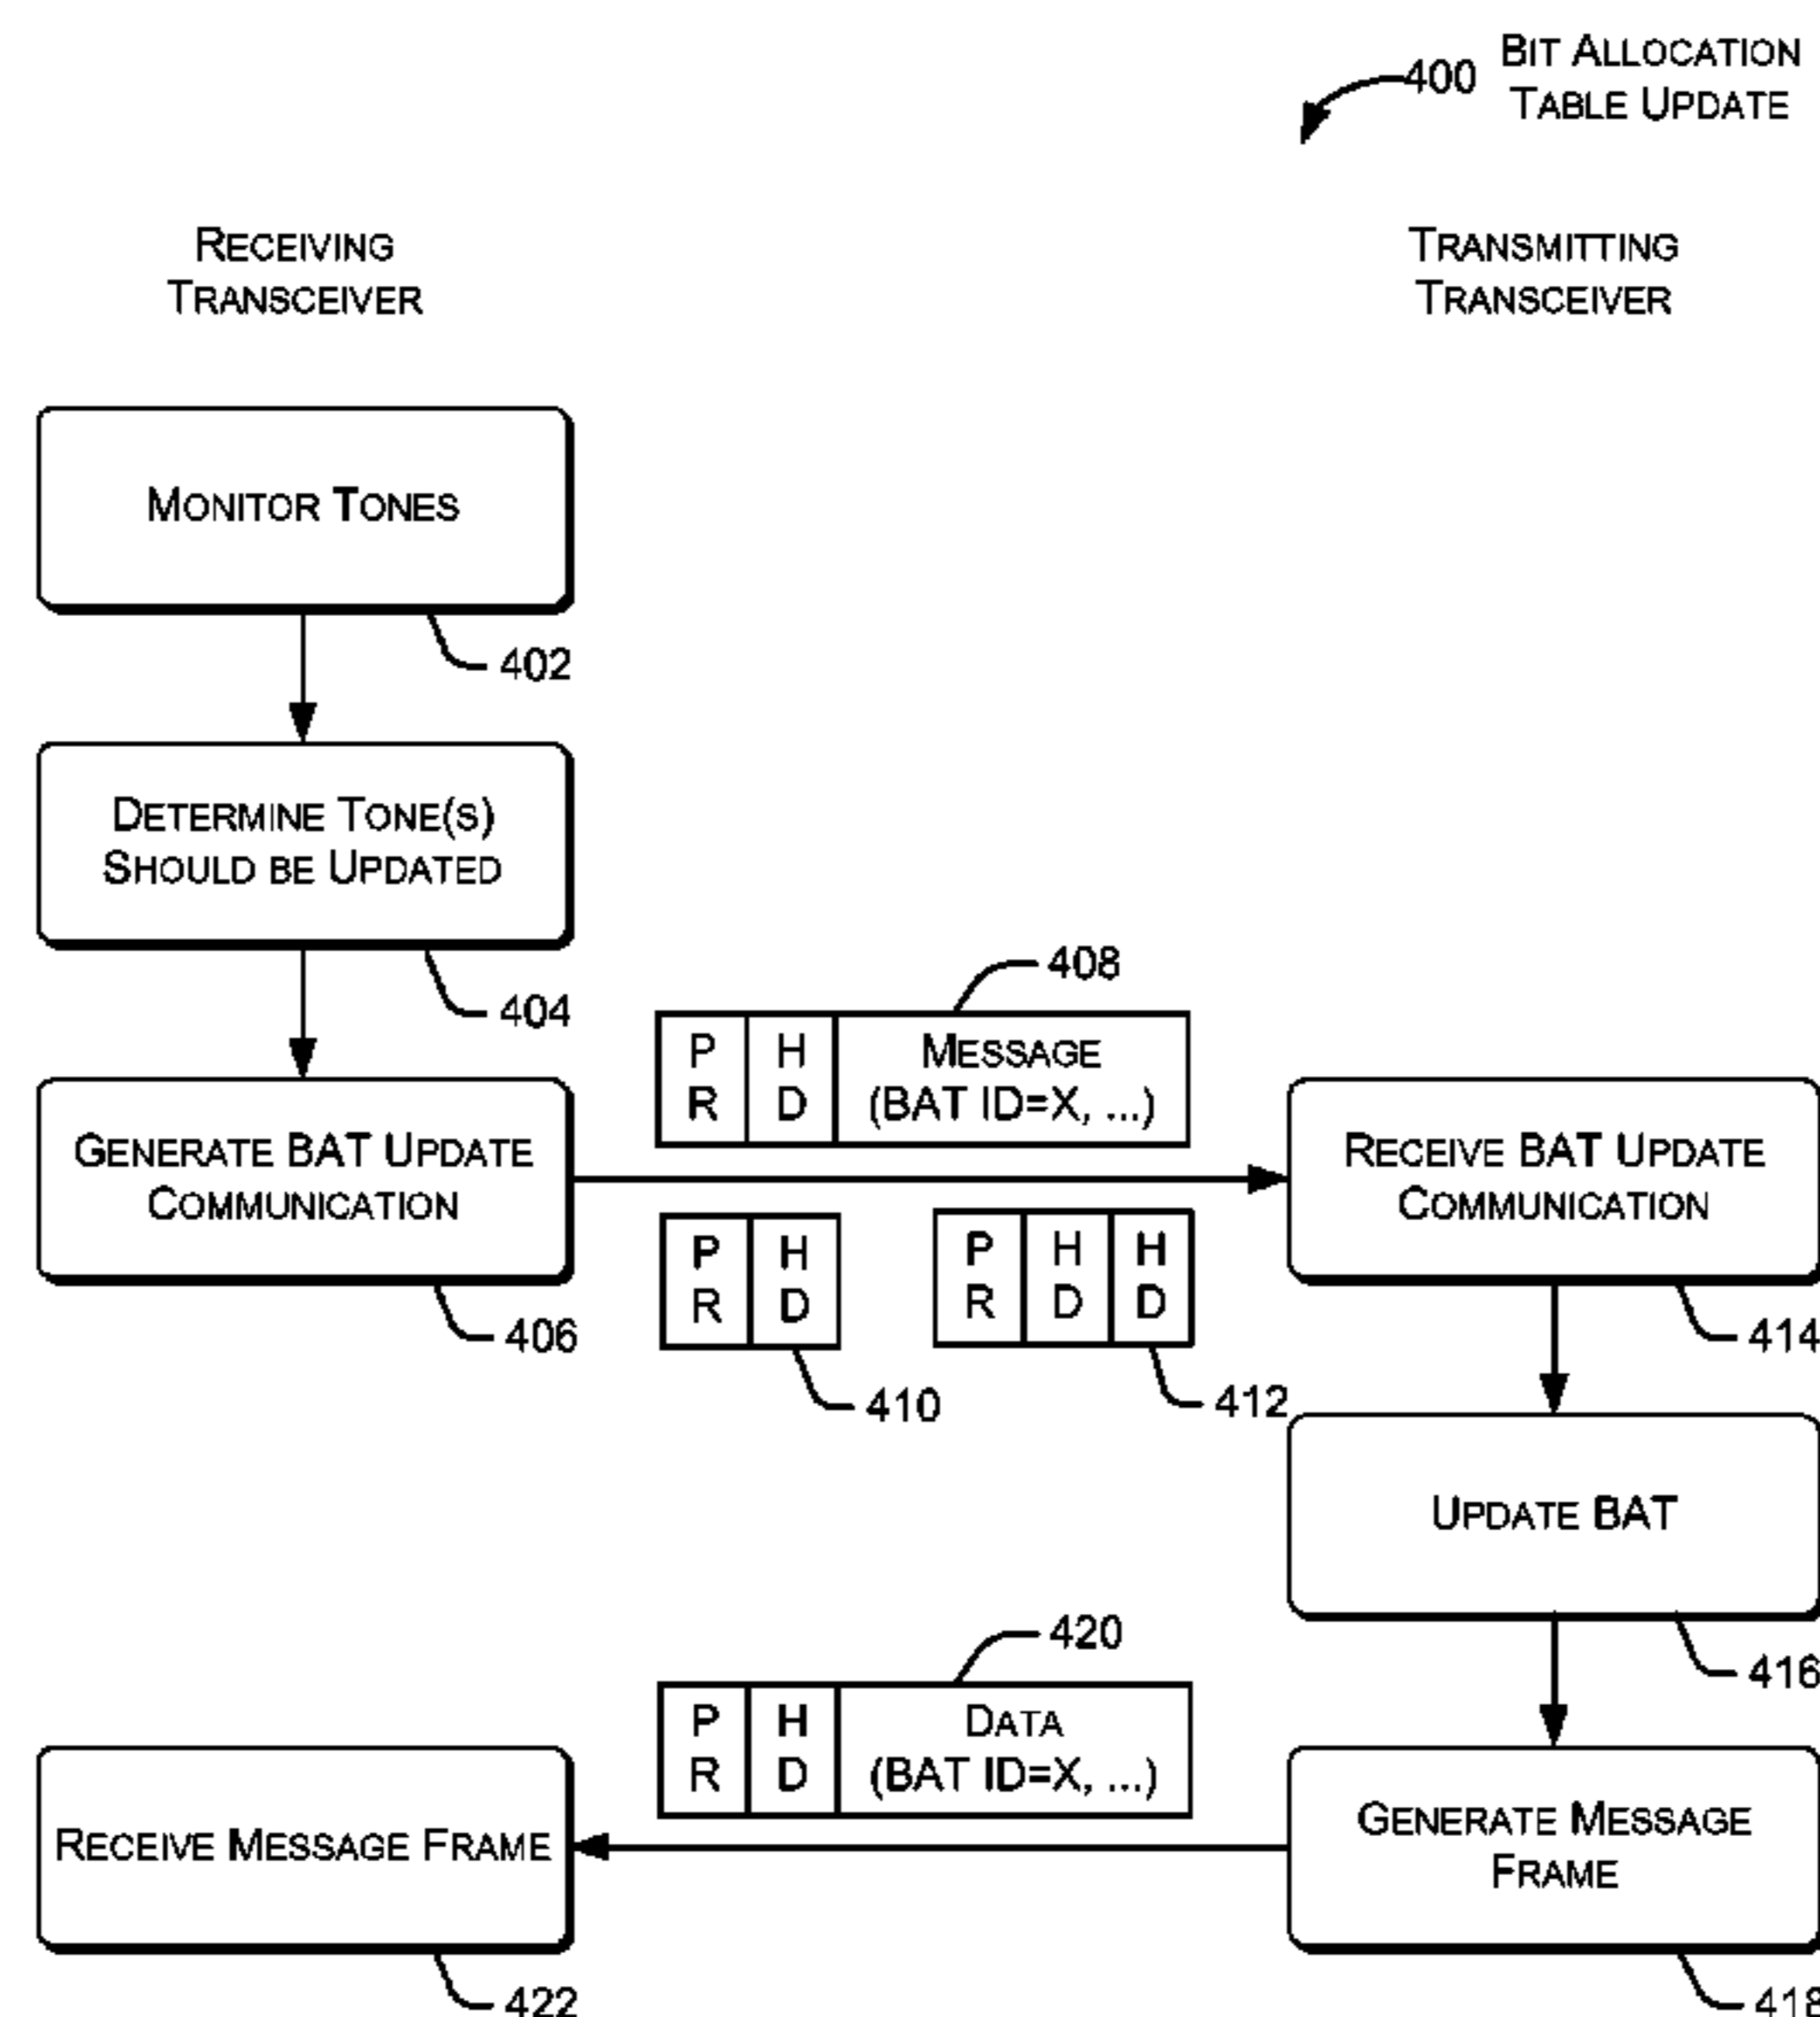 400
BIT ALLOCATION
TABLE UPDATE
RECEIVING
TRANSCEIVER
TRANSMITTING
TRANSCEIVER
MONITOR TONES
402
DETERMINE TONE(S)
SHOULD BE UPDATED
404
408
P H MESSAGE
R D (BAT ID=X, ...)
GENERATE BAT UPDATE
COMMUNICATION
406
RECEIVE BAT UPDATE
COMMUNICATION
414
P H
R D
410
P H H
R D D
412
UPDATE BAT
416
420
P H DATA
R D (BAT ID=X, ...)
GENERATE MESSAGE
FRAME
418
RECEIVE MESSAGE FRAME
422